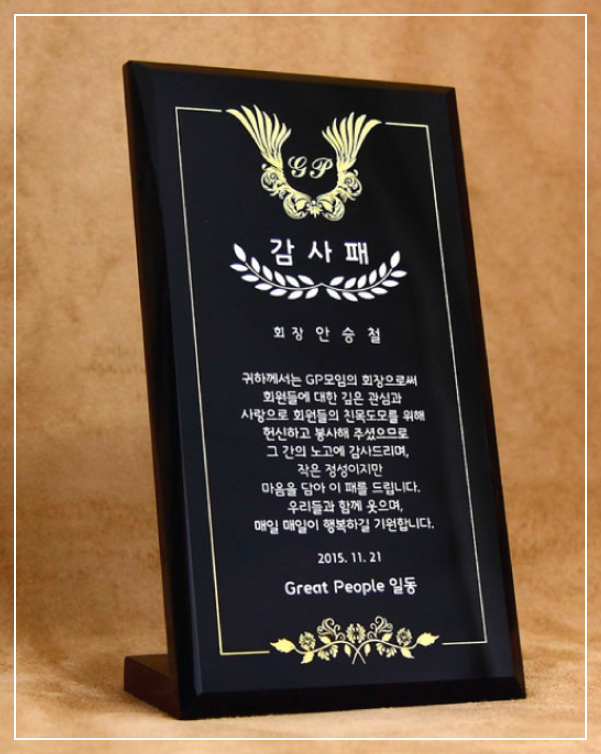 GP
감사패
회장 안승철
귀하께서는 GP모임의 회장으로써
회원들에 대한 깊은 관심과
사랑으로 회원들의 친목도모를 위해
헌신하고 봉사해 주셨으므로
그 간의 노고에 감사드리며,
작은 정성이지만
마음을 담아 이 패를 드립니다.
우리들과 함께 웃으며,
매일 매일이 행복하길 기원합니다.
2015. 11. 21
Great People 일동